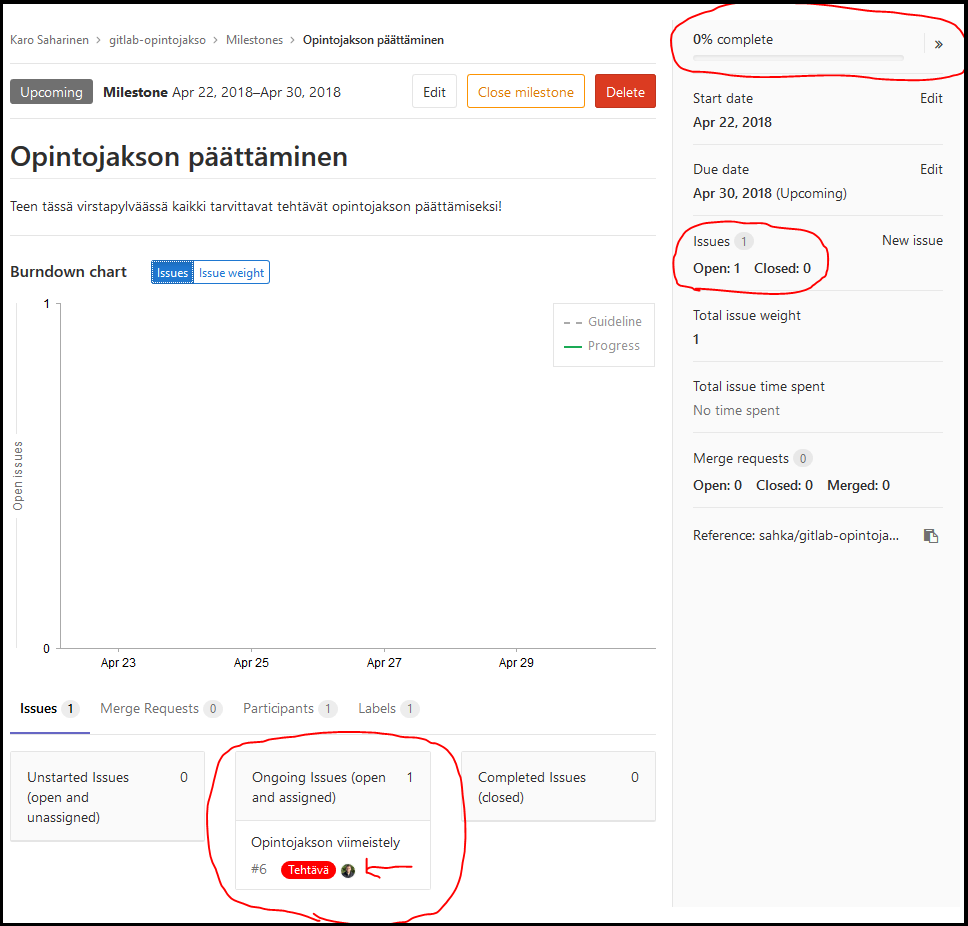 Karo Saharinen > gitlab-opintojakso > Milestones > Opintojakson päättäminen
Upcoming Milestone Apr 22, 2018–Apr 30, 2018 Edit Close milestone Delete
Opintojakson päättäminen
Teen tässä virstapylväässä kaikki tarvittavat tehtävät opintojakson päättämiseksi!
Burndown chart Issues Issue weight
1
Guideline
Progress
Open issues
0
Apr 23 Apr 25 Apr 27 Apr 29
Issues 1 Merge Requests 0 Participants 1 Labels 1
Unstarted Issues 0
(open and
unassigned)
Ongoing Issues (open 1
and assigned)
Opintojakson viimeistely
#6 Tehtävä
Completed Issues 0
(closed)
0% complete »
Start date Edit
Apr 22, 2018
Due date Edit
Apr 30, 2018 (Upcoming)
Issues 1 New issue
Open: 1 Closed: 0
Total issue weight
1
Total issue time spent
No time spent
Merge requests 0
Open: 0 Closed: 0 Merged: 0
Reference: sahka/gitlab-opintoja...